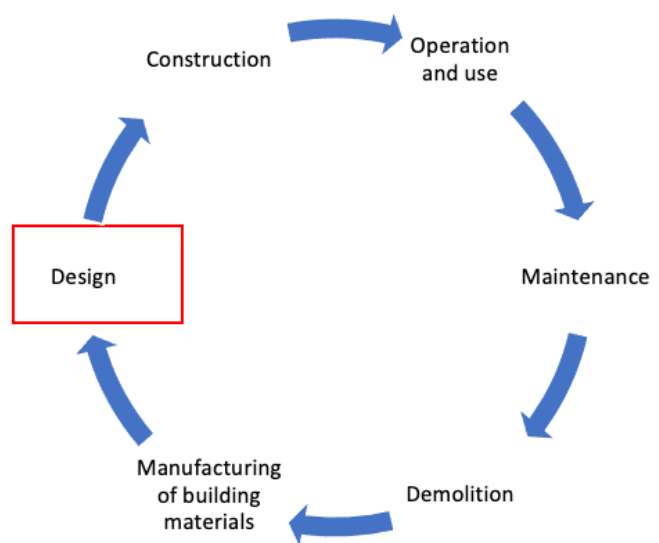 Construction
Operation
and use
Design
Maintenance
Manufacturing
of building
materials
Demolition